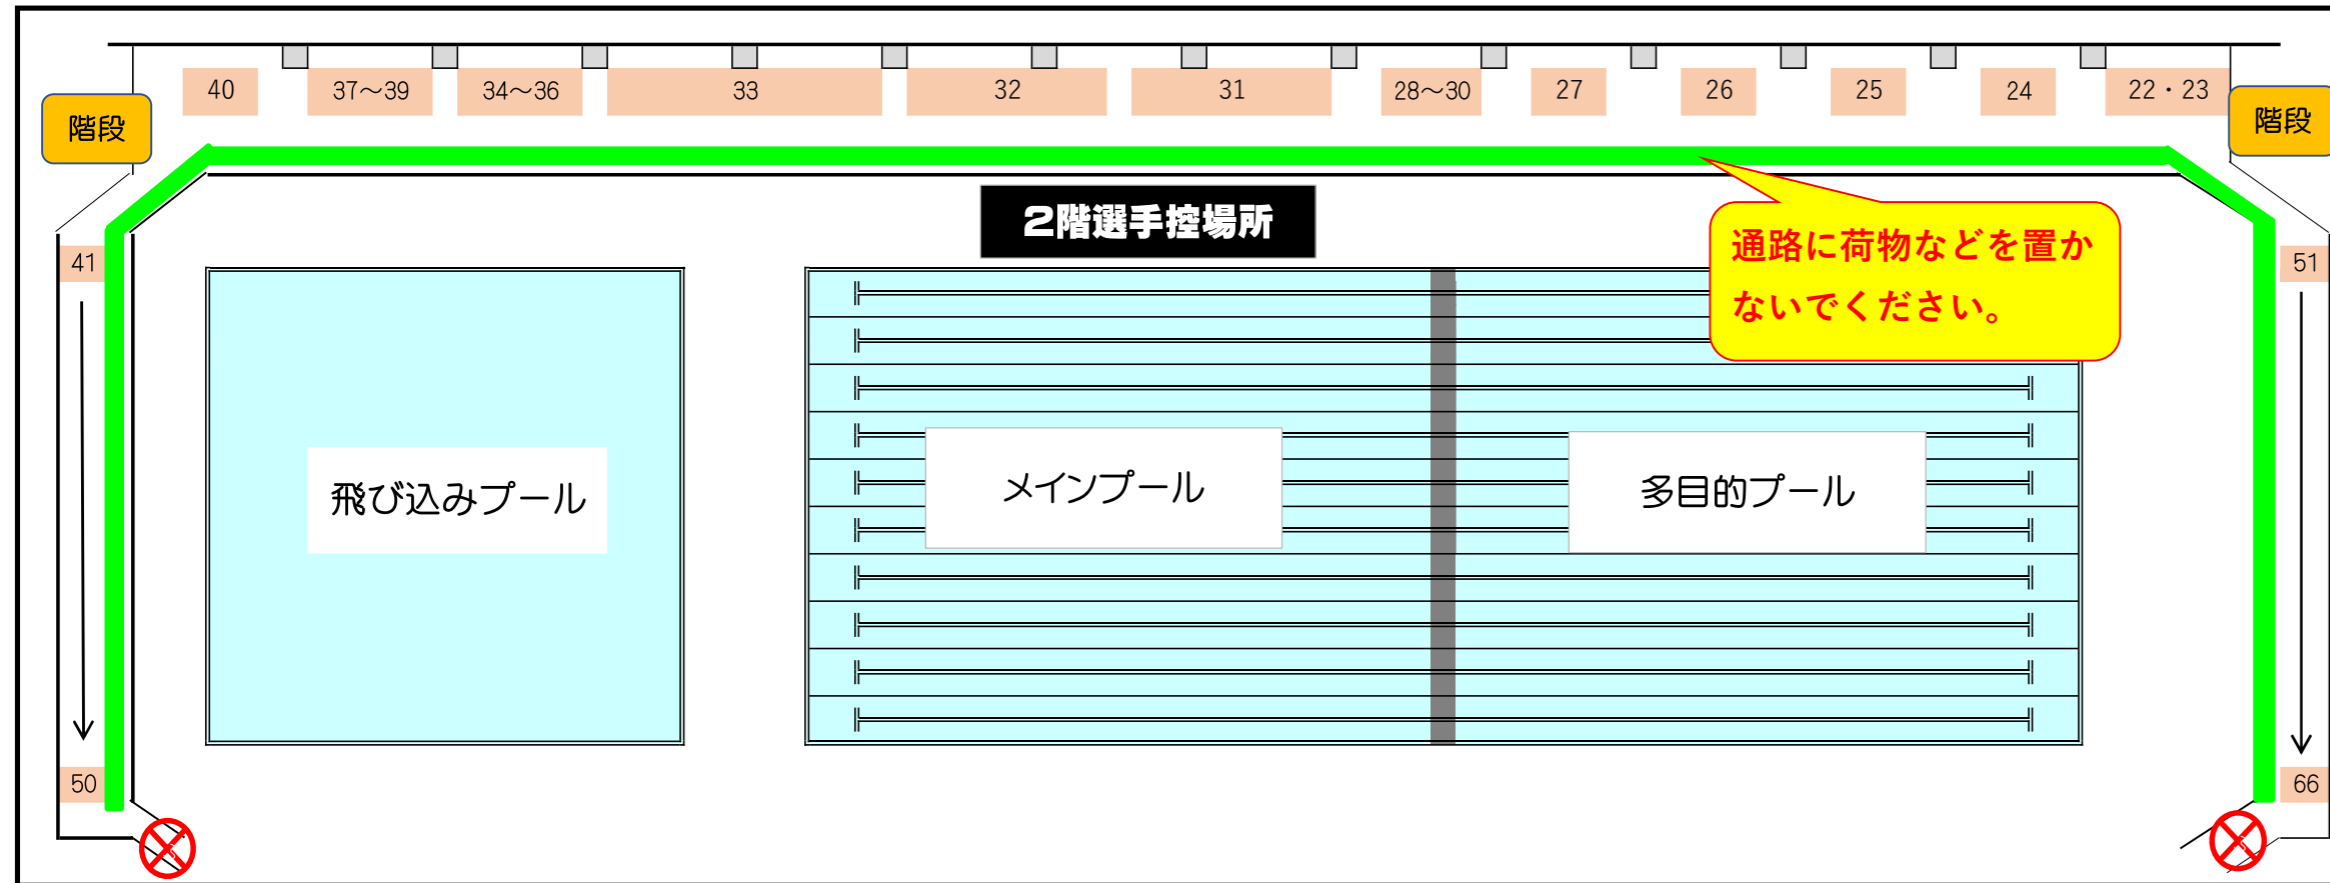 40
37～39
34～36
33
32
31
28～30
27
26
25
24
22・23
階段
階段
2階選手控場所
通路に荷物などを置か
ないでください。
41
51
飛び込みプール
メインプール
多目的プール
50
66